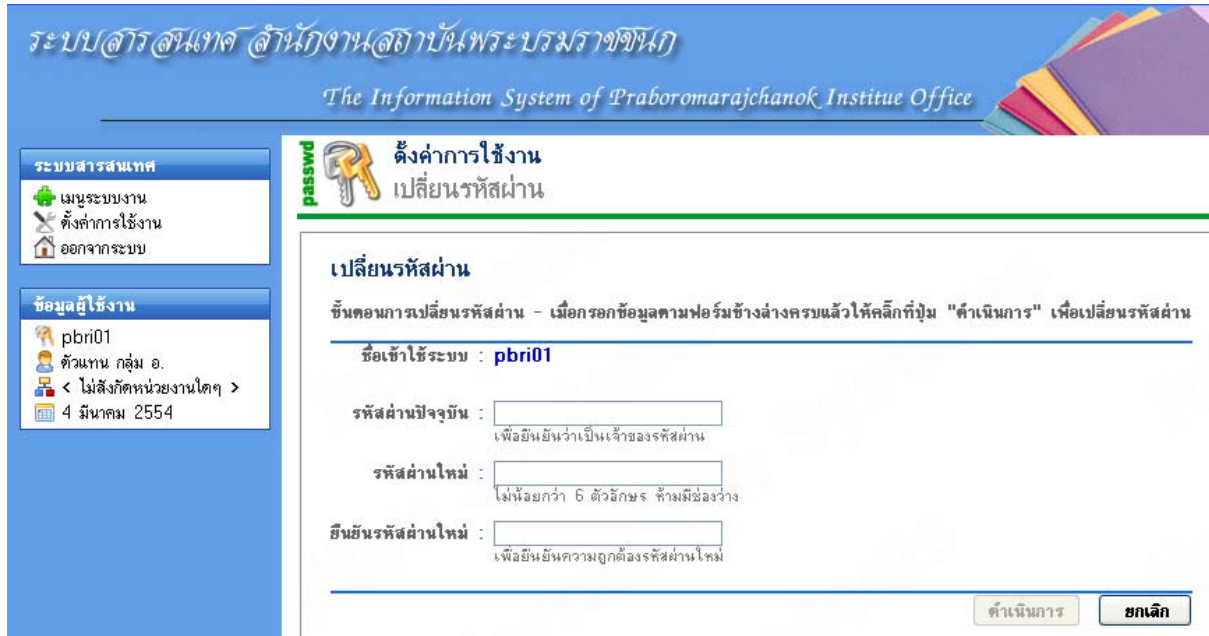 ระบบสารสนเทศ สำนักงานสถาบันพระบรมราชชนก
The Information System of Praboromarajchanok Institue Office
ระบบสารสนเทศ
เมนูระบบงาน
ตั้งค่าการใช้งาน
ออกจากระบบ
ข้อมูลผู้ใช้งาน
pbri01
ตัวแทน กลุ่ม อ.
< ไม่สังกัดหน่วยงานใดๆ >
4 มีนาคม 2554
passwd
ตั้งค่าการใช้งาน
เปลี่ยนรหัสผ่าน
เปลี่ยนรหัสผ่าน
ขั้นตอนการเปลี่ยนรหัสผ่าน - เมื่อกรอกข้อมูลตามฟอร์มข้างล่างครบแล้วให้คลิ๊กที่ปุ่ม "ดำเนินการ" เพื่อเปลี่ยนรหัสผ่าน
ชื่อเข้าใช้ระบบ : pbri01
รหัสผ่านปัจจุบัน :
เพื่อยืนยันว่าเป็นเจ้าของรหัสผ่าน
รหัสผ่านใหม่ :
ไม่น้อยกว่า 6 ตัวอักษร ห้ามมีช่องว่าง
ยืนยันรหัสผ่านใหม่ :
เพื่อยืนยันความถูกต้องรหัสผ่านใหม่
ดำเนินการ ยกเลิก